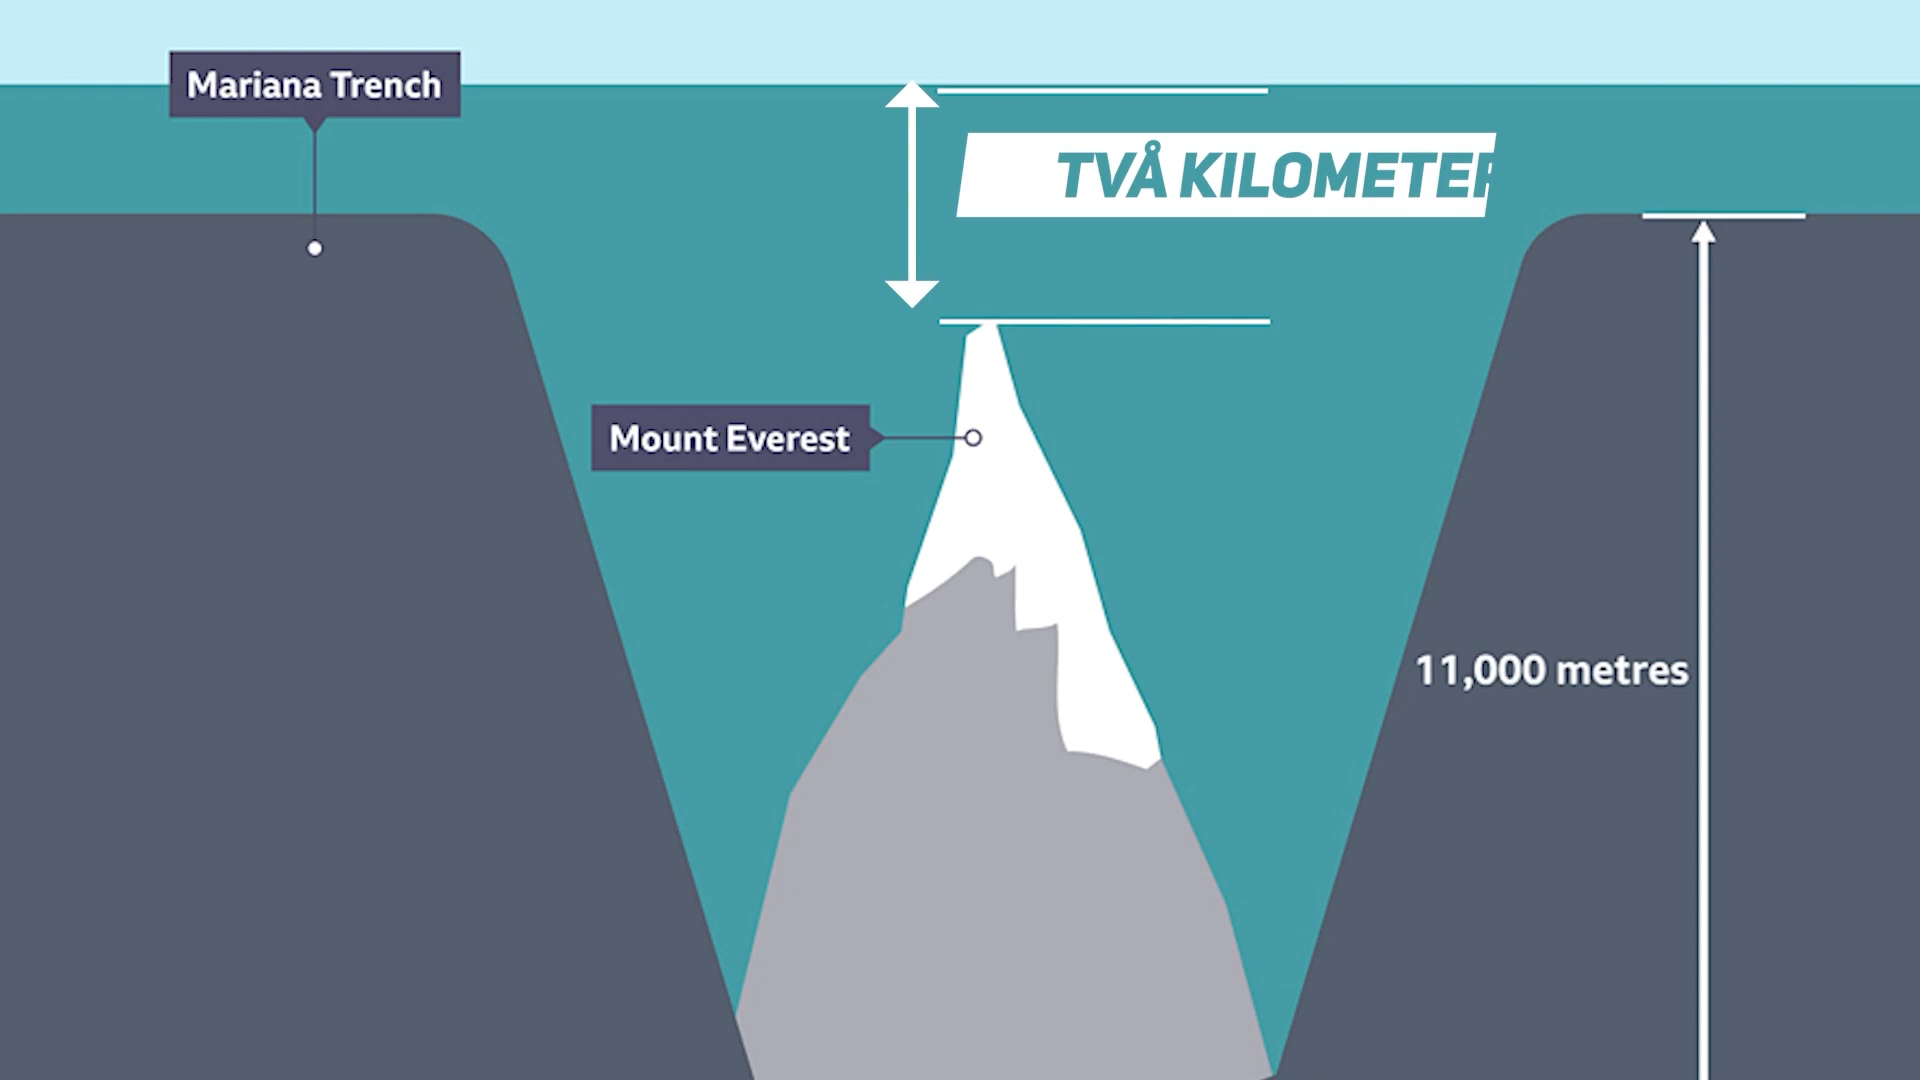 Mariana Trench
TVÅ KILOMETER
Mount Everest
11,000 metres